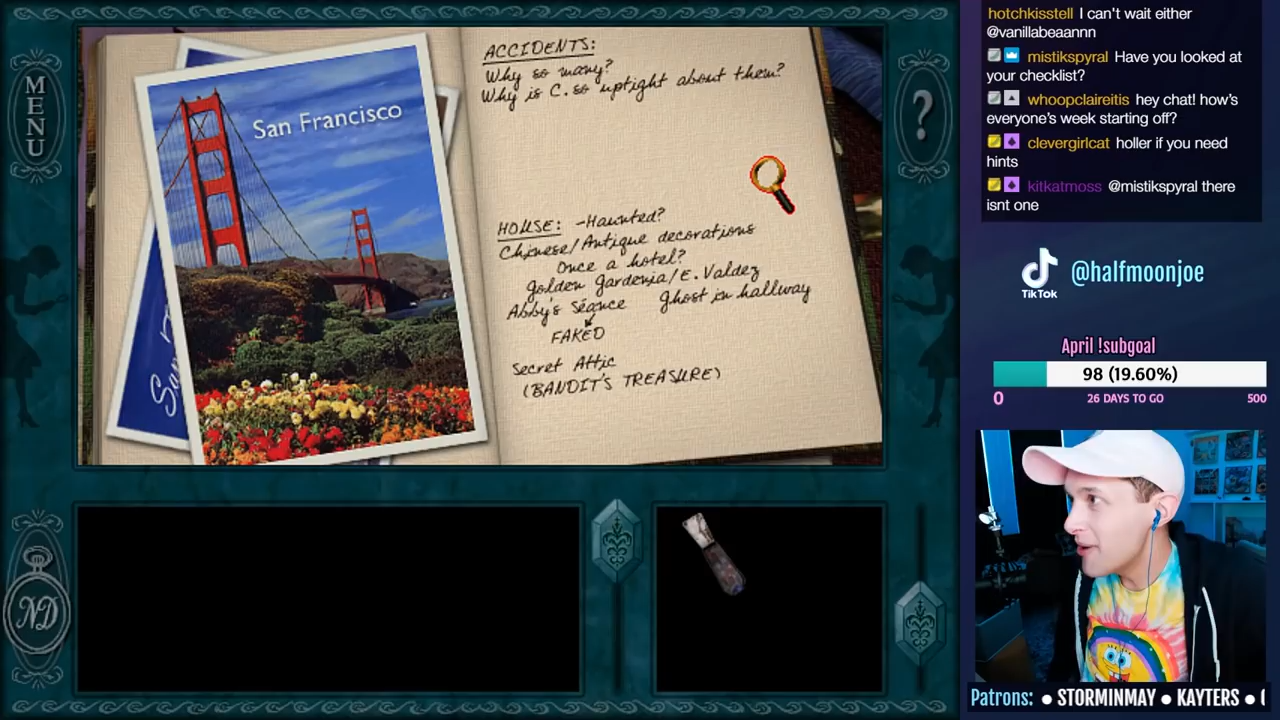 MENU
San Francisco
San
ACCIDENTS:
Why so many?
Why is C. so uptight about them?
HOUSE: -Haunted?
Chinese/Antique decorations
Once a hotel?
Golden Gardenia/E. Valdez
Abby's Séance Ghost in hallway
FAKED
Secret Attic
(BANDIT'S TREASURE)
?
ND
hotchkisstell I can't wait either
@vanillabeaannn
mistikspyral Have you looked at
your checklist?
whoopclaireitis hey chat! how's
everyone's week starting off?
clevergirlcat holler if you need
hints
kitkatmoss @mistikspyral there
isnt one
TikTok
@halfmoonjoe
April !subgoal
98 (19.60%)
0 26 DAYS TO GO 500
Patrons: ● STORMINMAY ● KAYTERS ●